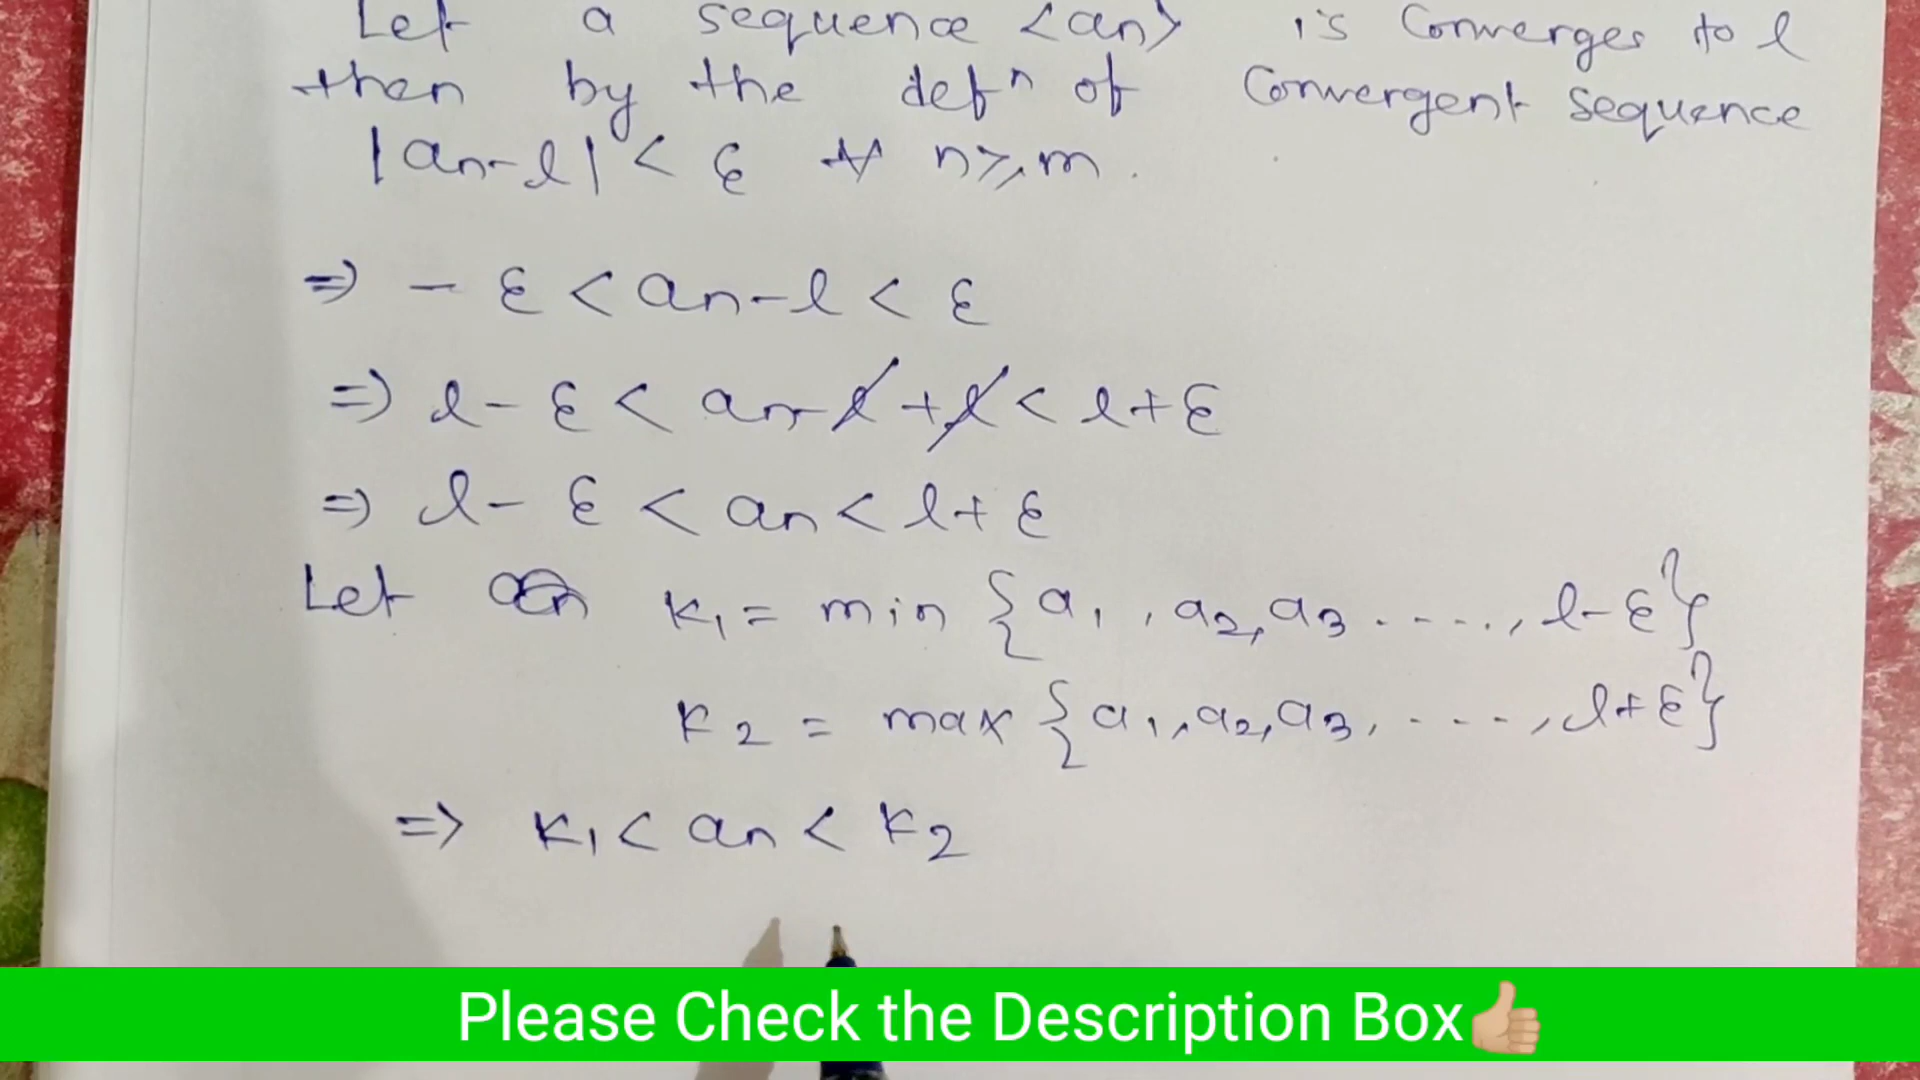 Let a sequence <an> is Converges to l
then by the defⁿ of Convergent sequence
|an-l| < ε ∀ n≥m.
⇒ - ε < an-l < ε
⇒ l- ε < an-l+l < l+ε
⇒ l- ε < an < l+ ε
Let k1 = min {a1, a2, a3 ....., l-ε}
k2 = max {a1, a2, a3, ...., l+ε}
⇒ k1 < an < k2
Please Check the Description Box👍🏼